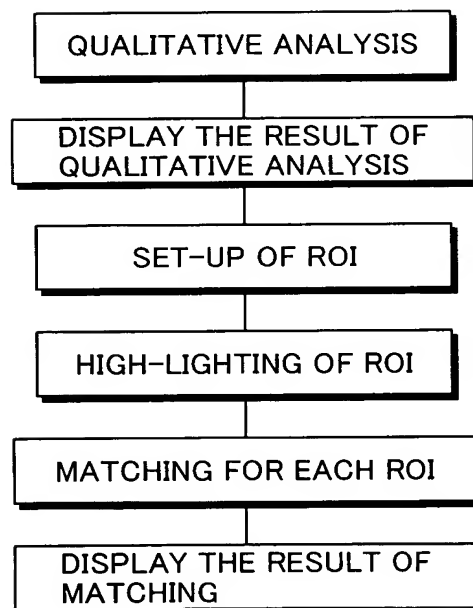 QUALITATIVE ANALYSIS
DISPLAY THE RESULT OF
QUALITATIVE ANALYSIS
SET-UP OF ROI
HIGH-LIGHTING OF ROI
MATCHING FOR EACH ROI
DISPLAY THE RESULT OF
MATCHING